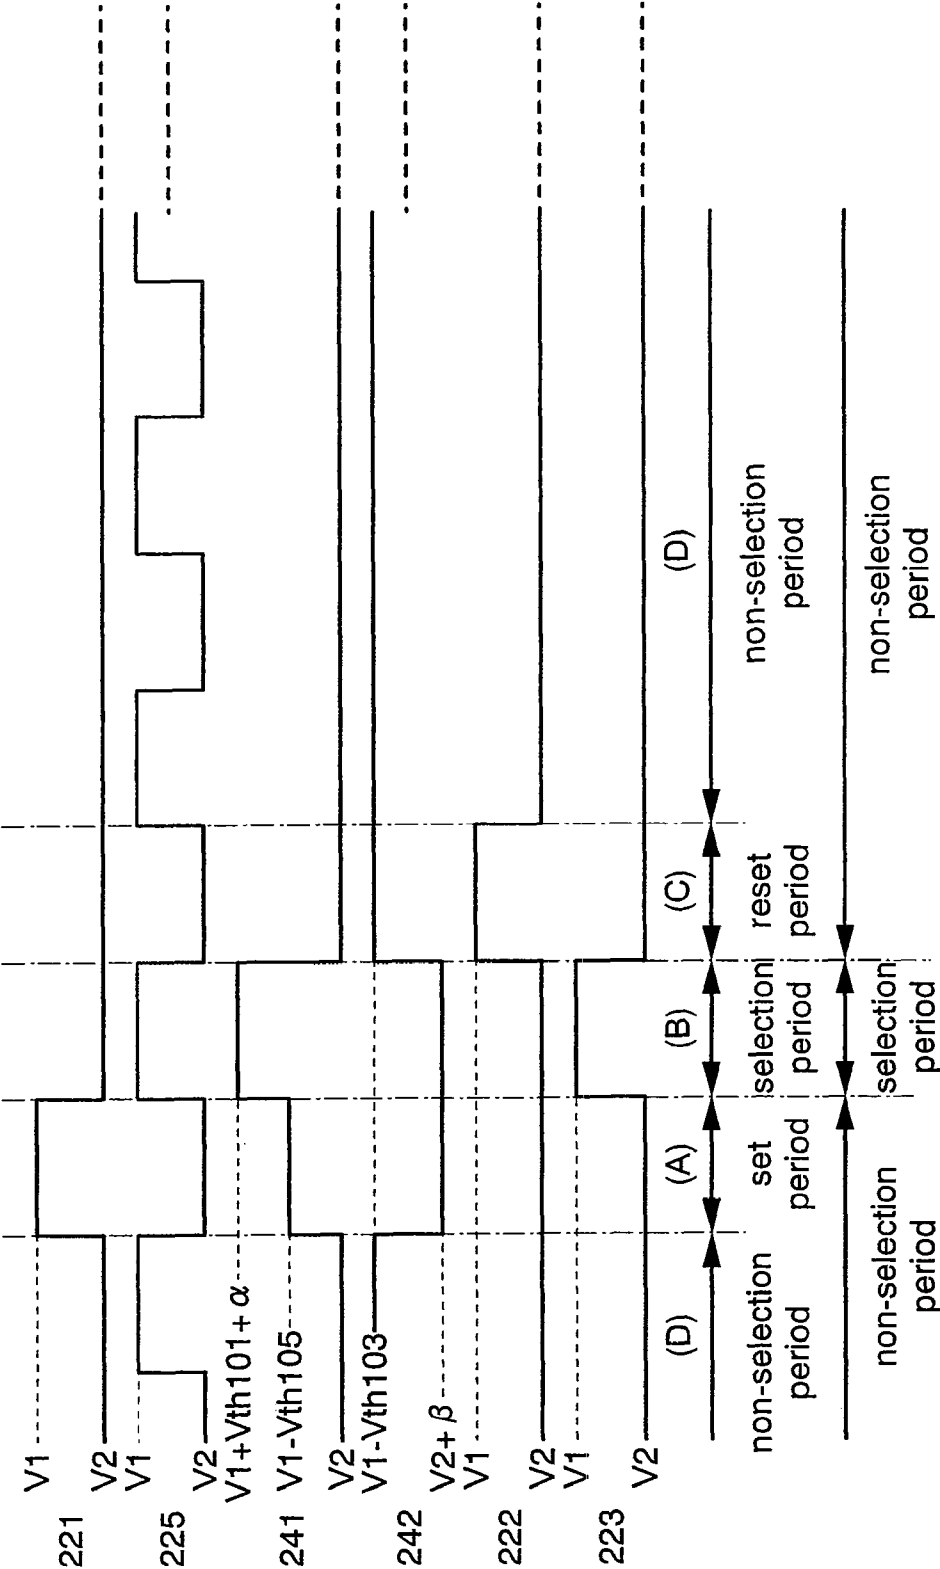 221
V1
V2
225
V1
V2
241
V1+Vth101+α
V1-Vth105
V2
242
V1-Vth103
V2+β
222
V1
V2
223
V1
V2
(D)
(A)
(B)
(C)
(D)
non-selection
period
set
period
selection
period
reset
period
non-selection
period
non-selection
period
selection
period
non-selection
period